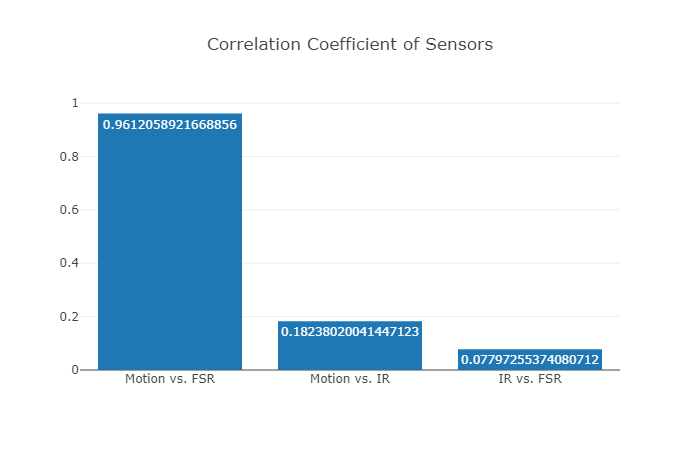 Correlation Coefficient of Sensors
1
0.8
0.6
0.4
0.2
0
0.9612058921668856
0.18238020041447123
0.07797255374080712
Motion vs. FSR
Motion vs. IR
IR vs. FSR